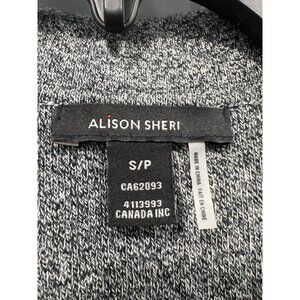 ALISON SHERI
S/P
CA62093
4113993
CANADA INC
MADE IN CHINA
FAIT EN CHINE